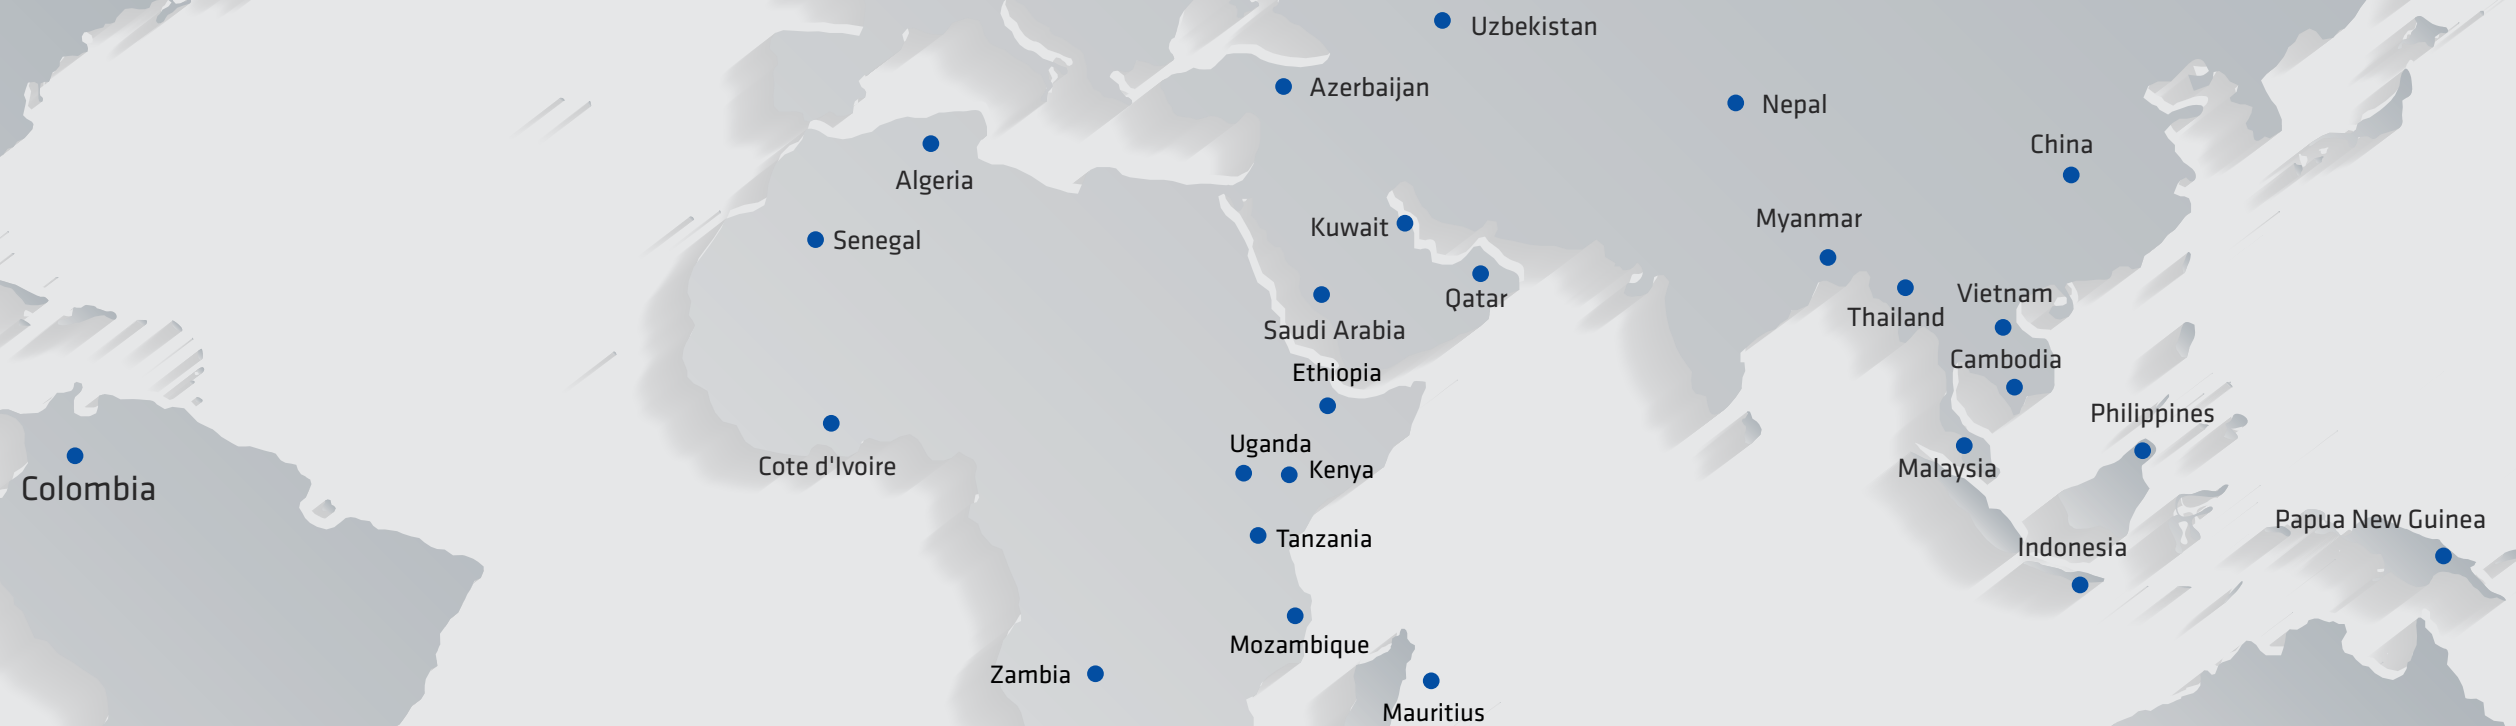 Uzbekistan
Azerbaijan
Nepal
China
Algeria
Myanmar
Kuwait
Senegal
Vietnam
Qatar
Thailand
Saudi Arabia
Cambodia
Ethiopia
Philippines
Uganda
Cote d'Ivoire
Malaysia
Kenya
Colombia
Papua New Guinea
Tanzania
Indonesia
Mozambique
Zambia
Mauritius